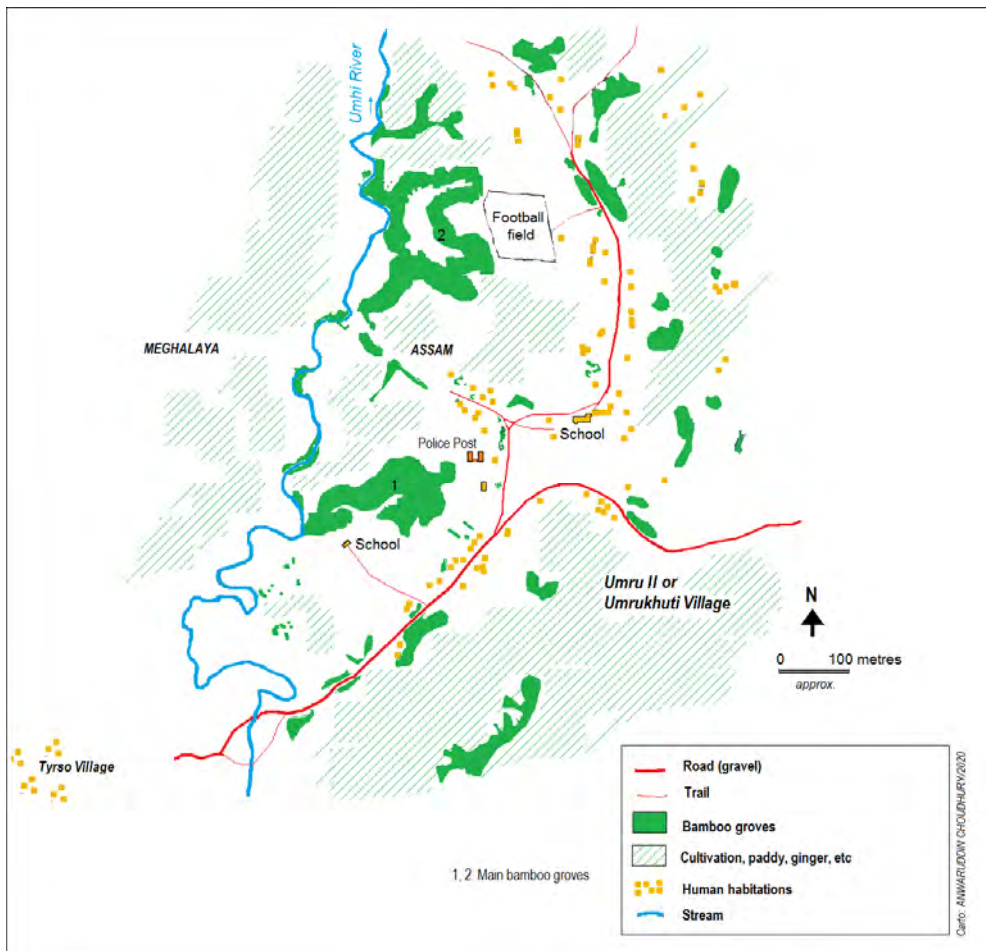 Umhi River
2
Football
field
MEGHALAYA
ASSAM
School
Police Post
1
School
Umru II or
Umrukhuti Village
N
0 100 metres
approx.
Tyrso Village
Road (gravel)
Trail
Bamboo groves
Cultivation, paddy, ginger, etc
Human habitations
Stream
1, 2 Main bamboo groves
Carto: ANWARUDDIN CHOUDHURY/2020